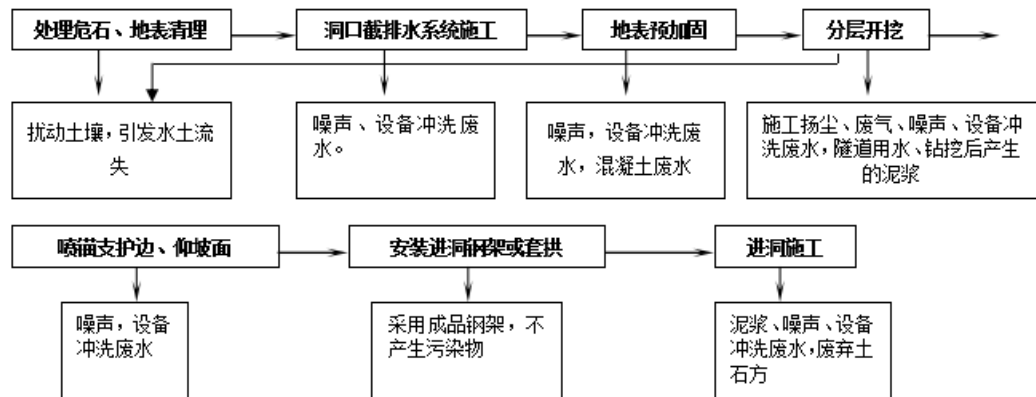 处理危石、地表清理
洞口截排水系统施工
地表预加固
分层开挖
扰动土壤，引发水土流
失
噪声、设备冲洗废
水。
噪声，设备冲洗废
水，混凝土废水
施工扬尘、废气、噪声、设备冲
洗废水，隧道用水、钻挖后产生
的泥浆
喷锚支护边、仰坡面
安装进洞钢架或套拱
进洞施工
噪声，设备
冲洗废水
采用成品钢架，不
产生污染物
泥浆、噪声、设备
冲洗废水，废弃土
石方